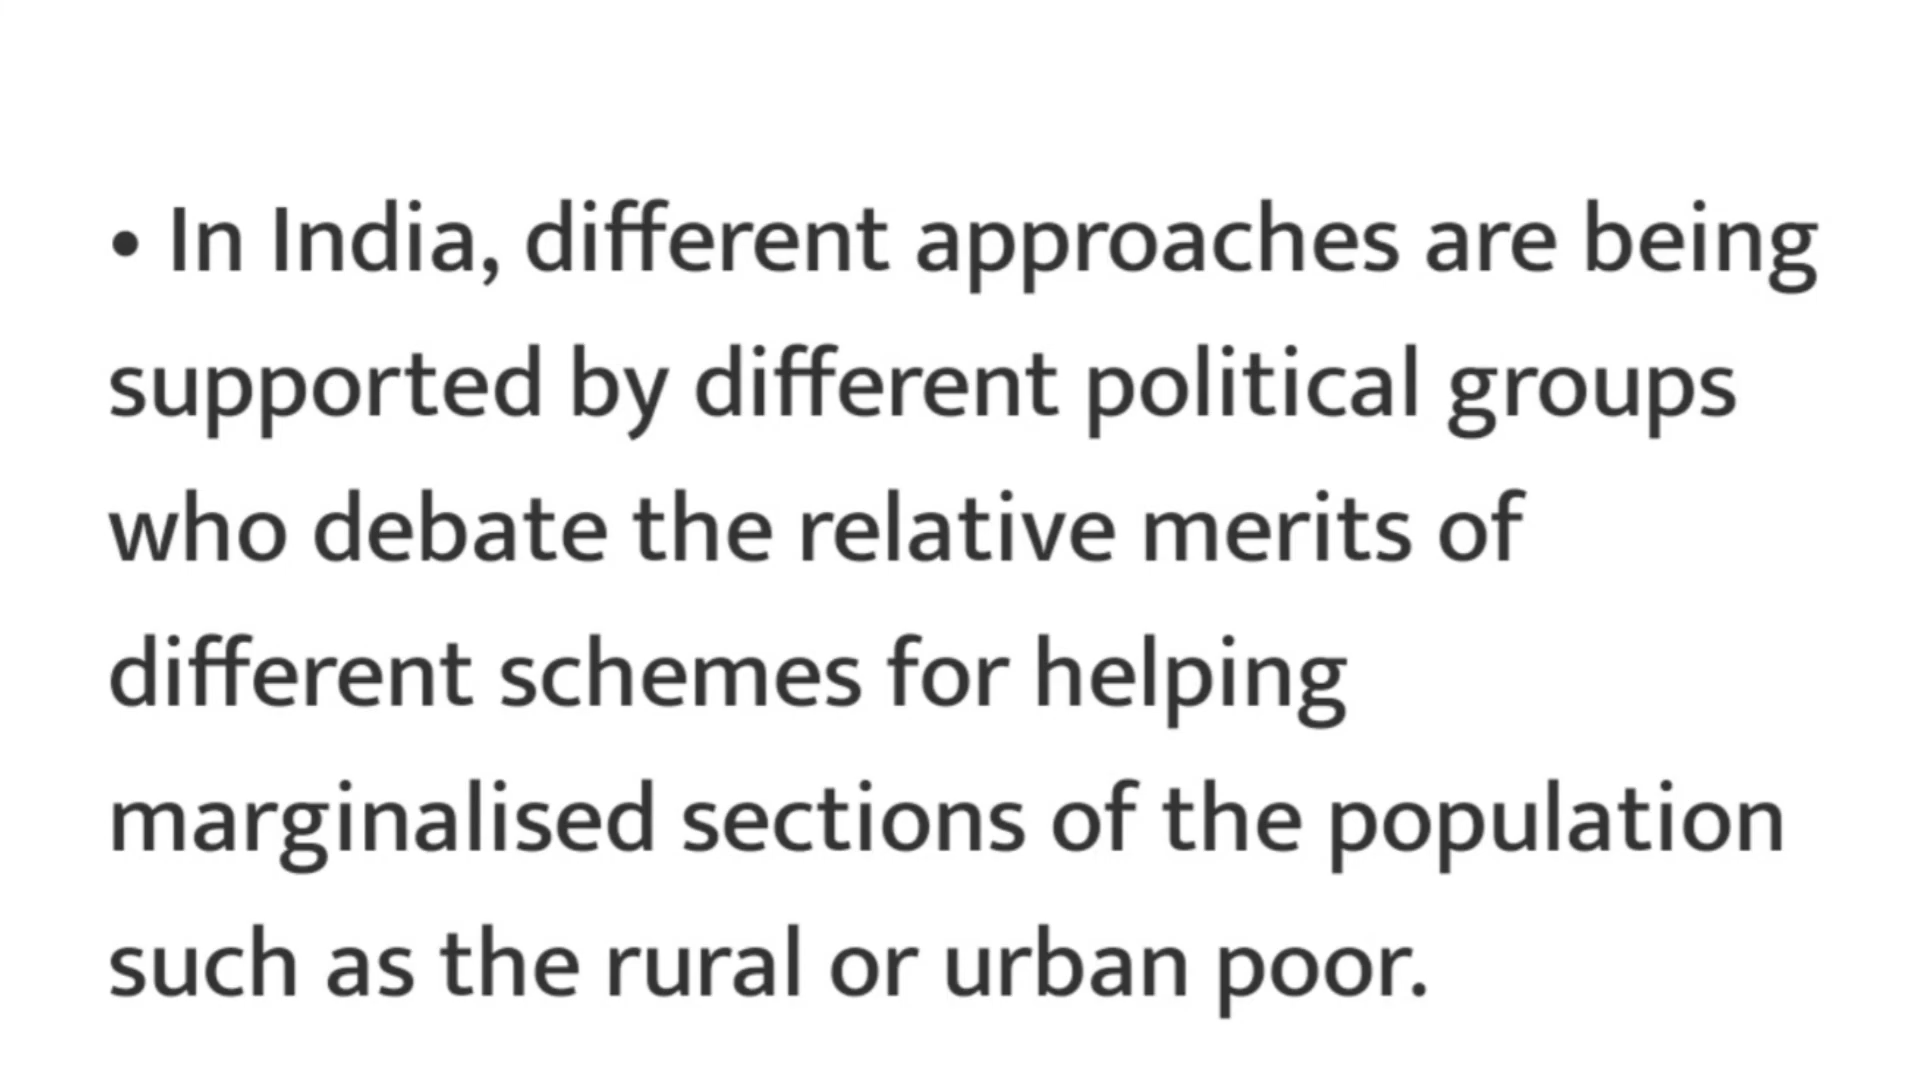 • In India, different approaches are being
supported by different political groups
who debate the relative merits of
different schemes for helping
marginalised sections of the population
such as the rural or urban poor.